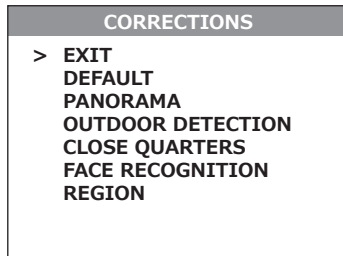 CORRECTIONS
> EXIT
DEFAULT
PANORAMA
OUTDOOR DETECTION
CLOSE QUARTERS
FACE RECOGNITION
REGION